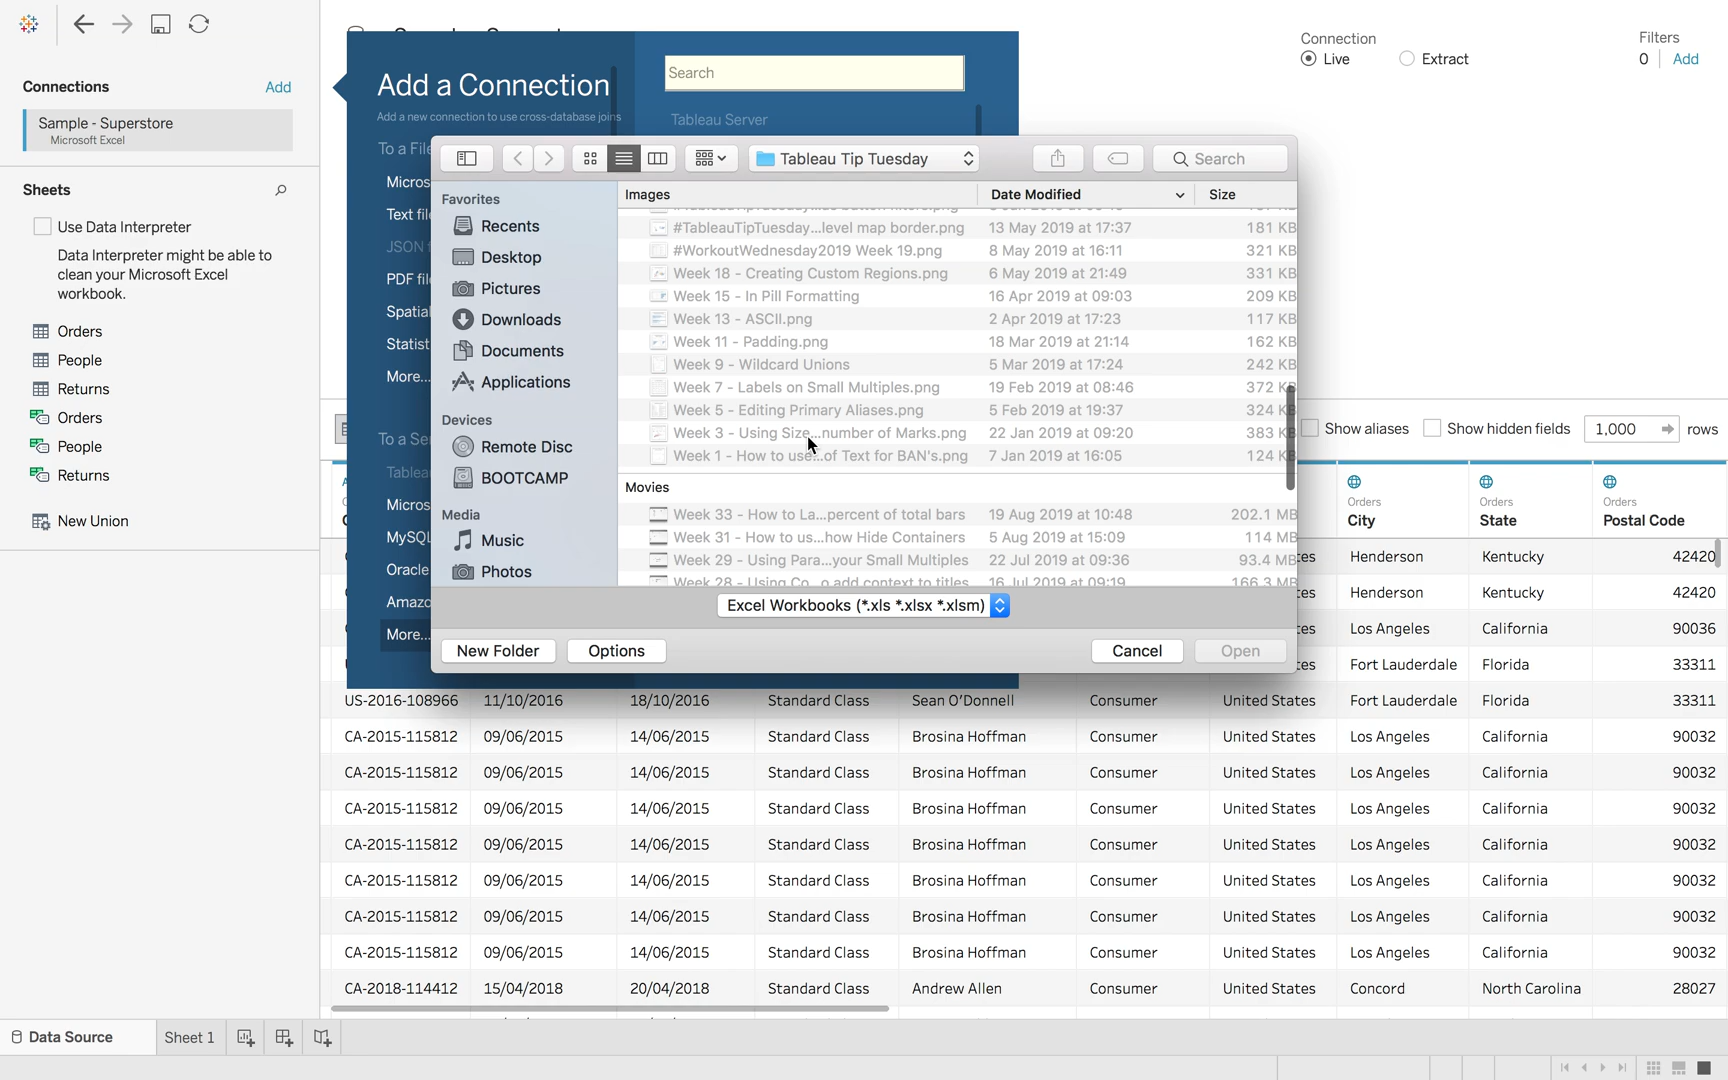 Connections
Add
Sample - Superstore
Microsoft Excel
Sheets
Use Data Interpreter
Data Interpreter might be able to
clean your Microsoft Excel
workbook.
Orders
People
Returns
Orders
People
Returns
New Union
Add a Connection
Add a new connection to use cross-database joins
To a File
Micros
Text file
JSON
PDF file
Spatia
Statist
More...
To a Se
Tablea
Micros
MySQL
Oracle
Amazo
More...
Search
Tableau Server
Connection
Live
Extract
Filters
0
Add
Tableau Tip Tuesday
Search
Favorites
Recents
Desktop
Pictures
Downloads
Documents
Applications
Devices
Remote Disc
BOOTCAMP
Media
Music
Photos
Images Date Modified Size
#TableauTipTuesday...level map border.png 13 May 2019 at 17:37 181 KB
#WorkoutWednesday2019 Week 19.png 8 May 2019 at 16:11 321 KB
Week 18 - Creating Custom Regions.png 6 May 2019 at 21:49 331 KB
Week 15 - In Pill Formatting 16 Apr 2019 at 09:03 209 KB
Week 13 - ASCII.png 2 Apr 2019 at 17:23 117 KB
Week 11 - Padding.png 18 Mar 2019 at 21:14 162 KB
Week 9 - Wildcard Unions 5 Mar 2019 at 17:24 242 KB
Week 7 - Labels on Small Multiples.png 19 Feb 2019 at 08:46 372 KB
Week 5 - Editing Primary Aliases.png 5 Feb 2019 at 19:37 324 KB
Week 3 - Using Size...number of Marks.png 22 Jan 2019 at 09:20 383 KB
Week 1 - How to use...of Text for BAN's.png 7 Jan 2019 at 16:05 124 KB
Movies
Week 33 - How to La...percent of total bars 19 Aug 2019 at 10:48 202.1 MB
Week 31 - How to us...how Hide Containers 5 Aug 2019 at 15:09 114 MB
Week 29 - Using Para...your Small Multiples 22 Jul 2019 at 09:36 93.4 MB
Week 28 - Using Co...o add context to titles 16 Jul 2019 at 09:19 166.3 MB
Excel Workbooks (*.xls *.xlsx *.xlsm)
New Folder
Options
Cancel
Open
Show aliases
Show hidden fields
1,000
rows
Orders Orders Orders
City State Postal Code
Henderson Kentucky 42420
Henderson Kentucky 42420
Los Angeles California 90036
Fort Lauderdale Florida 33311
US-2016-108966 11/10/2016 18/10/2016 Standard Class Sean O'Donnell Consumer United States Fort Lauderdale Florida 33311
CA-2015-115812 09/06/2015 14/06/2015 Standard Class Brosina Hoffman Consumer United States Los Angeles California 90032
CA-2015-115812 09/06/2015 14/06/2015 Standard Class Brosina Hoffman Consumer United States Los Angeles California 90032
CA-2015-115812 09/06/2015 14/06/2015 Standard Class Brosina Hoffman Consumer United States Los Angeles California 90032
CA-2015-115812 09/06/2015 14/06/2015 Standard Class Brosina Hoffman Consumer United States Los Angeles California 90032
CA-2015-115812 09/06/2015 14/06/2015 Standard Class Brosina Hoffman Consumer United States Los Angeles California 90032
CA-2015-115812 09/06/2015 14/06/2015 Standard Class Brosina Hoffman Consumer United States Los Angeles California 90032
CA-2015-115812 09/06/2015 14/06/2015 Standard Class Brosina Hoffman Consumer United States Los Angeles California 90032
CA-2018-114412 15/04/2018 20/04/2018 Standard Class Andrew Allen Consumer United States Concord North Carolina 28027
Data Source
Sheet 1